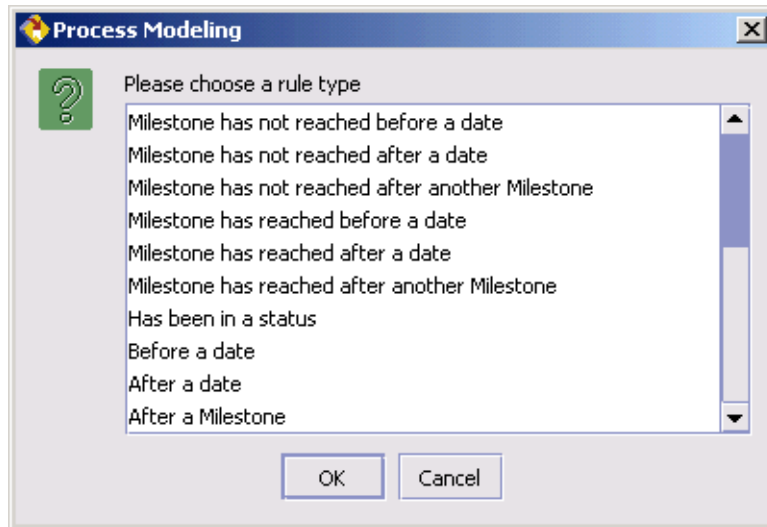 Process Modeling
Please choose a rule type
Milestone has not reached before a date
Milestone has not reached after a date
Milestone has not reached after another Milestone
Milestone has reached before a date
Milestone has reached after a date
Milestone has reached after another Milestone
Has been in a status
Before a date
After a date
After a Milestone
OK Cancel